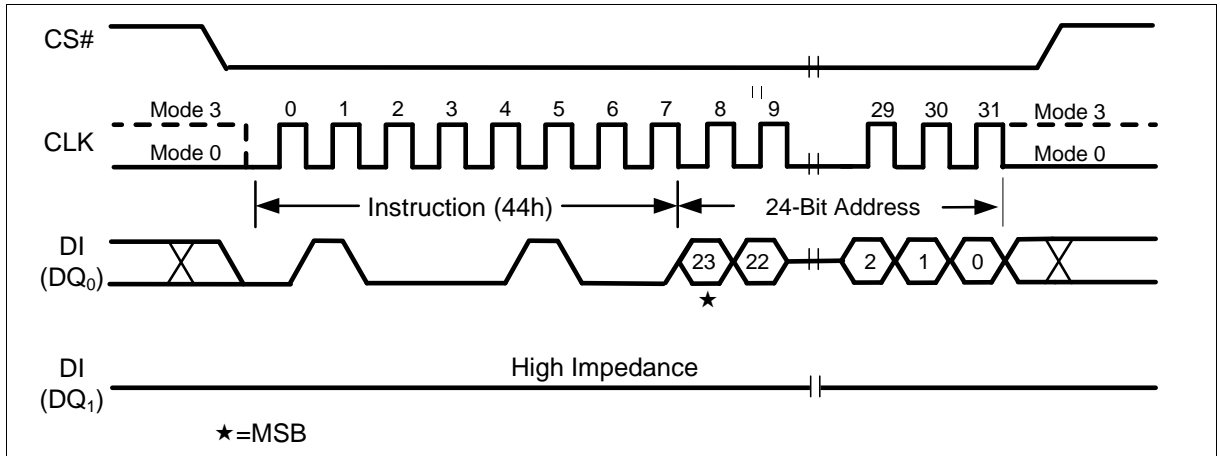 CS#
Mode 3
0 1 2 3 4 5 6 7 8 9 29 30 31
Mode 3
CLK
Mode 0
Mode 0
Instruction (44h)
24-Bit Address
DI
(DQ0)
23 22 2 1 0
★
High Impedance
DI
(DQ1)
★=MSB